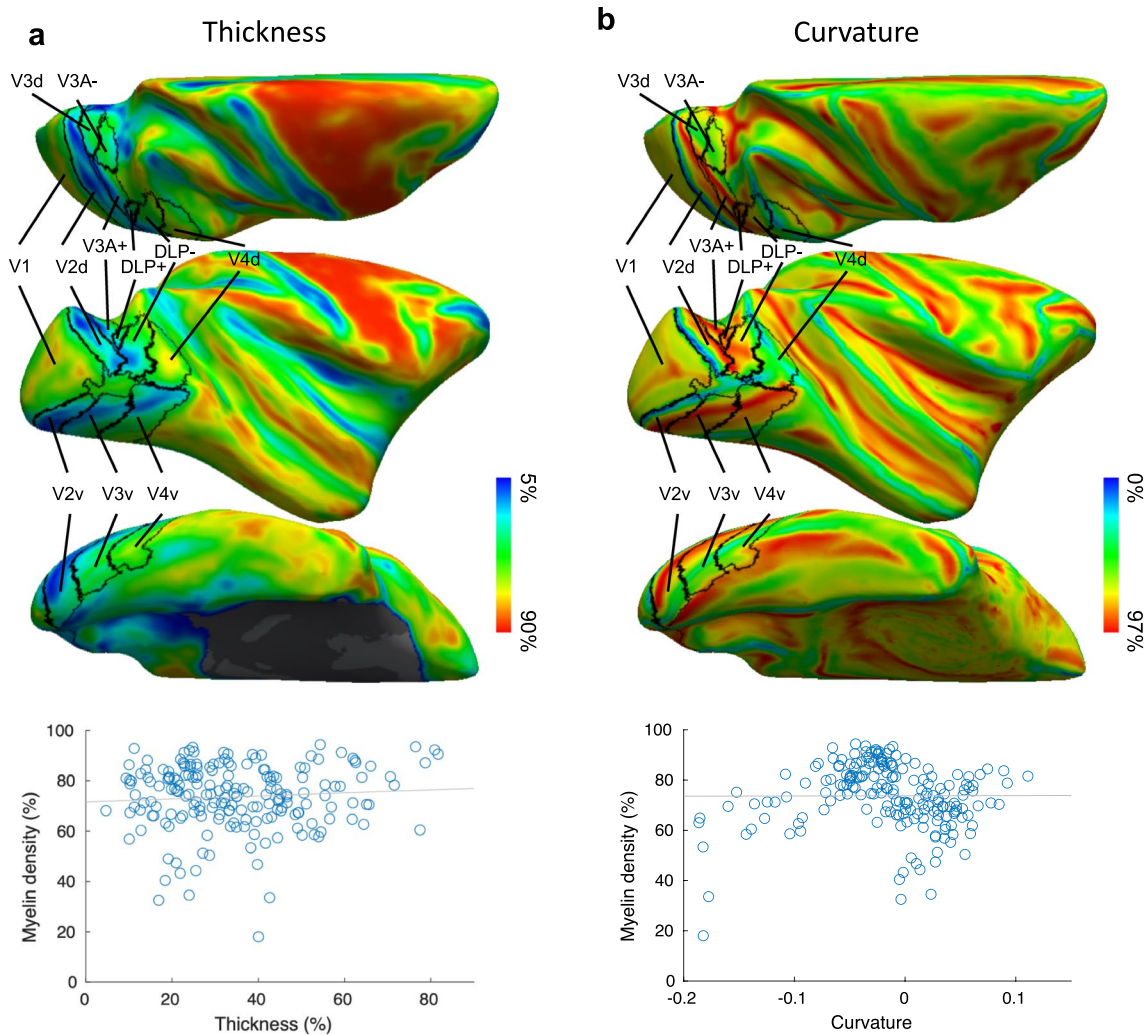 a Thickness
V3d V3A-
V3A+ DLP-
V1 V2d DLP+ V4d
V2v V3v V4v
5%
90%
100
80
60
40
20
0
Myelin density (%)
0 20 40 60 80
Thickness (%)
b Curvature
V3d V3A-
V3A+ DLP-
V1 V2d DLP+ V4d
V2v V3v V4v
0%
97%
100
80
60
40
20
0
Myelin density (%)
-0.2 -0.1 0 0.1
Curvature